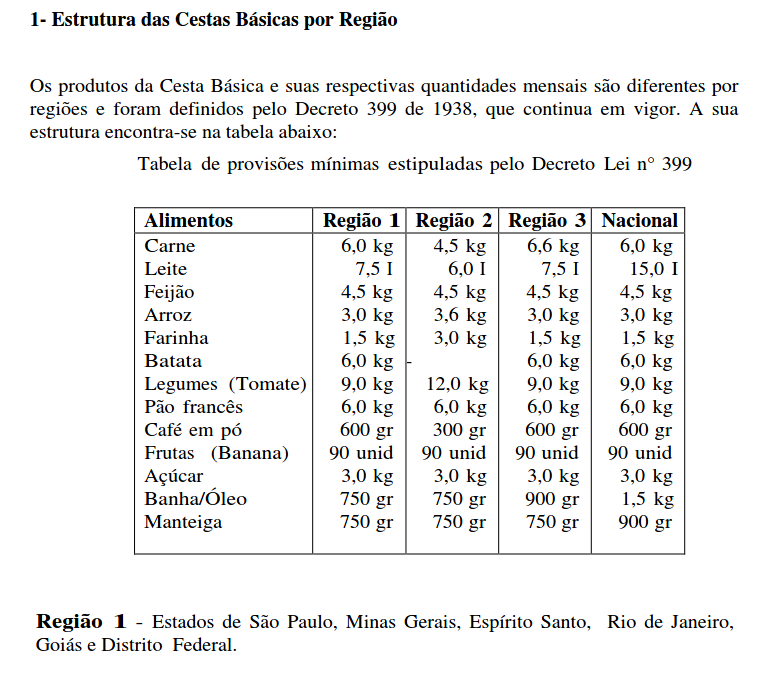 1- Estrutura das Cestas Básicas por Região
Os produtos da Cesta Básica e suas respectivas quantidades mensais são diferentes por
regiões e foram definidos pelo Decreto 399 de 1938, que continua em vigor. A sua
estrutura encontra-se na tabela abaixo:
Tabela de provisões mínimas estipuladas pelo Decreto Lei n° 399
Alimentos Região 1 Região 2 Região 3 Nacional
Carne 6,0 kg 4,5 kg 6,6 kg 6,0 kg
Leite 7,5 l 6,0 l 7,5 l 15,0 l
Feijão 4,5 kg 4,5 kg 4,5 kg 4,5 kg
Arroz 3,0 kg 3,6 kg 3,0 kg 3,0 kg
Farinha 1,5 kg 3,0 kg 1,5 kg 1,5 kg
Batata 6,0 kg - 6,0 kg 6,0 kg
Legumes (Tomate) 9,0 kg 12,0 kg 9,0 kg 9,0 kg
Pão francês 6,0 kg 6,0 kg 6,0 kg 6,0 kg
Café em pó 600 gr 300 gr 600 gr 600 gr
Frutas (Banana) 90 unid 90 unid 90 unid 90 unid
Açúcar 3,0 kg 3,0 kg 3,0 kg 3,0 kg
Banha/Óleo 750 gr 750 gr 900 gr 1,5 kg
Manteiga 750 gr 750 gr 750 gr 900 gr
Região 1 - Estados de São Paulo, Minas Gerais, Espírito Santo, Rio de Janeiro,
Goiás e Distrito Federal.